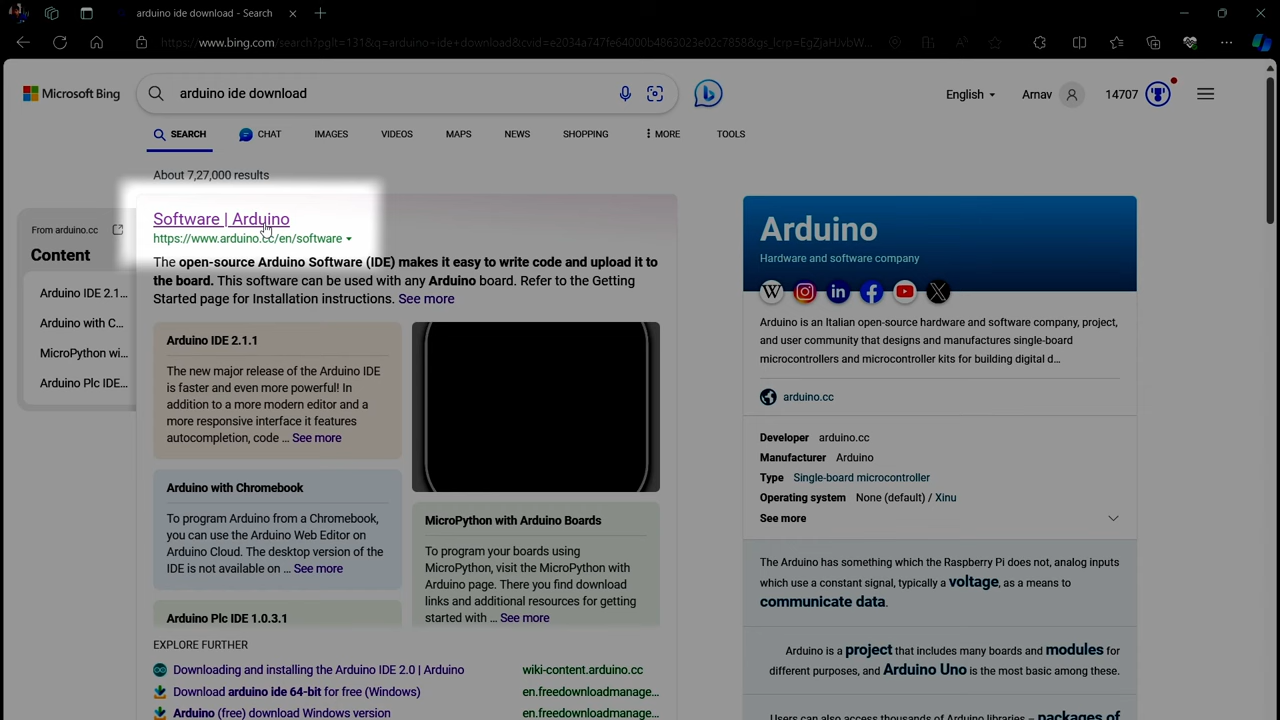 arduino ide download - Search
https://www.bing.com/search?pglt=131&q=arduino+ide+download&cvid=e2034a747fe64000b4863023e02c7858&gs_lcrp=EgZjaHJvbW...
Microsoft Bing
arduino ide download
English
Arnav
14707
SEARCH
CHAT
IMAGES
VIDEOS
MAPS
NEWS
SHOPPING
MORE
TOOLS
About 7,27,000 results
From arduino.cc
Content
Arduino IDE 2.1...
Arduino with C...
MicroPython wi...
Arduino Plc IDE...
Software | Arduino
https://www.arduino.cc/en/software
The open-source Arduino Software (IDE) makes it easy to write code and upload it to
the board. This software can be used with any Arduino board. Refer to the Getting
Started page for Installation instructions. See more
Arduino IDE 2.1.1
The new major release of the Arduino IDE
is faster and even more powerful! In
addition to a more modern editor and a
more responsive interface it features
autocompletion, code ... See more
Arduino with Chromebook
To program Arduino from a Chromebook,
you can use the Arduino Web Editor on
Arduino Cloud. The desktop version of the
IDE is not available on ... See more
Arduino Plc IDE 1.0.3.1
MicroPython with Arduino Boards
To program your boards using
MicroPython, visit the MicroPython with
Arduino page. There you find download
links and additional resources for getting
started with ... See more
EXPLORE FURTHER
Downloading and installing the Arduino IDE 2.0 | Arduino
wiki-content.arduino.cc
Download arduino ide 64-bit for free (Windows)
en.freedownloadmanage...
Arduino (free) download Windows version
en.freedownloadmanage...
Arduino
Hardware and software company
Arduino is an Italian open-source hardware and software company, project,
and user community that designs and manufactures single-board
microcontrollers and microcontroller kits for building digital d...
arduino.cc
Developer arduino.cc
Manufacturer Arduino
Type Single-board microcontroller
Operating system None (default) / Xinu
See more
The Arduino has something which the Raspberry Pi does not, analog inputs
which use a constant signal, typically a voltage, as a means to
communicate data.
Arduino is a project that includes many boards and modules for
different purposes, and Arduino Uno is the most basic among these.
Users can also access thousands of Arduino libraries – packages of